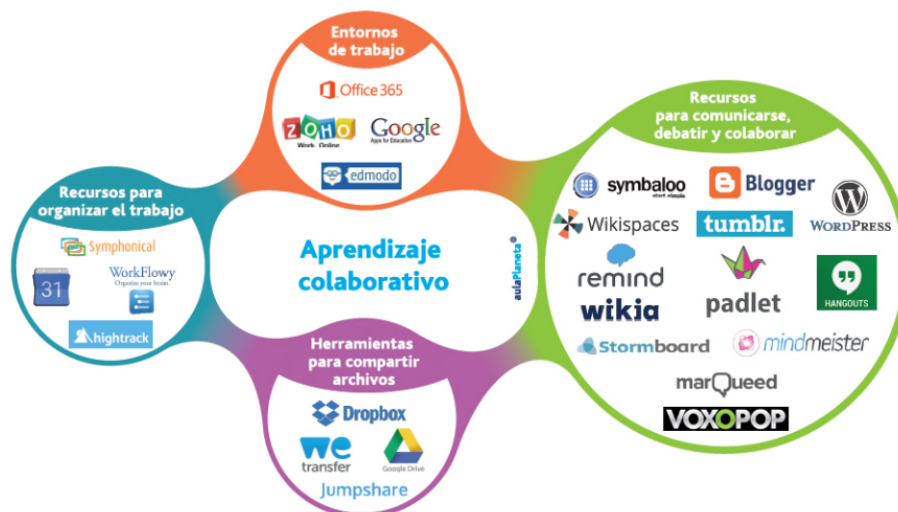 Entornos
de trabajo
Office 365
ZOHO
Work. Online
Google
Apps for Education
edmodo
Recursos para
organizar el trabajo
Symphonical
31
WorkFlowy
Organize your brain.
hightrack
Aprendizaje
colaborativo
aulaPlaneta
Herramientas
para compartir
archivos
Dropbox
we
transfer
Google Drive
Jumpshare
Recursos
para comunicarse,
debatir y colaborar
symbaloo
Blogger
WORDPRESS
Wikispaces
tumblr.
remind
padlet
HANGOUTS
wikia
Stormboard
mindmeister
marQueed
VOXOPOP